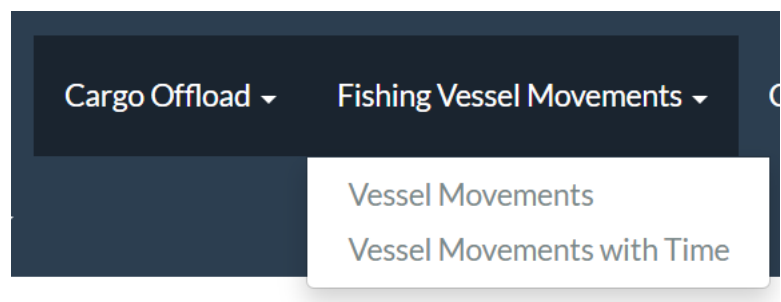 Cargo Offload
Fishing Vessel Movements
Vessel Movements
Vessel Movements with Time